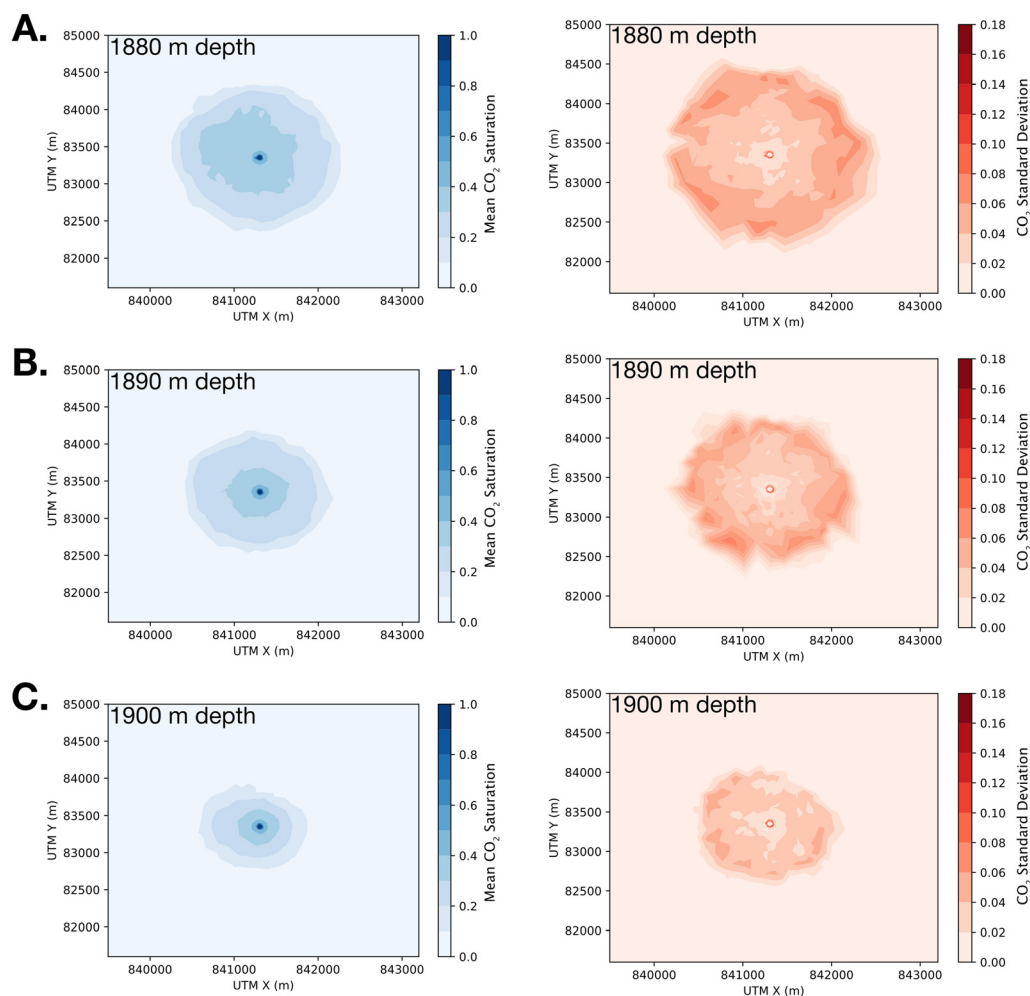 A.
1880 m depth
85000
84500
84000
83500
83000
82500
82000
UTM Y (m)
840000 841000 842000 843000
UTM X (m)
1.0
0.8
0.6
0.4
0.2
0.0
Mean CO2 Saturation
1880 m depth
85000
84500
84000
83500
83000
82500
82000
UTM Y (m)
840000 841000 842000 843000
UTM X (m)
0.18
0.16
0.14
0.12
0.10
0.08
0.06
0.04
0.02
0.00
CO, Standard Deviation
B.
1890 m depth
85000
84500
84000
83500
83000
82500
82000
UTM Y (m)
840000 841000 842000 843000
UTM X (m)
1.0
0.8
0.6
0.4
0.2
0.0
Mean CO2 Saturation
1890 m depth
85000
84500
84000
83500
83000
82500
82000
UTM Y (m)
840000 841000 842000 843000
UTM X (m)
0.18
0.16
0.14
0.12
0.10
0.08
0.06
0.04
0.02
0.00
CO, Standard Deviation
C.
1900 m depth
85000
84500
84000
83500
83000
82500
82000
UTM Y (m)
840000 841000 842000 843000
UTM X (m)
1.0
0.8
0.6
0.4
0.2
0.0
Mean CO2 Saturation
1900 m depth
85000
84500
84000
83500
83000
82500
82000
UTM Y (m)
840000 841000 842000 843000
UTM X (m)
0.18
0.16
0.14
0.12
0.10
0.08
0.06
0.04
0.02
0.00
CO, Standard Deviation